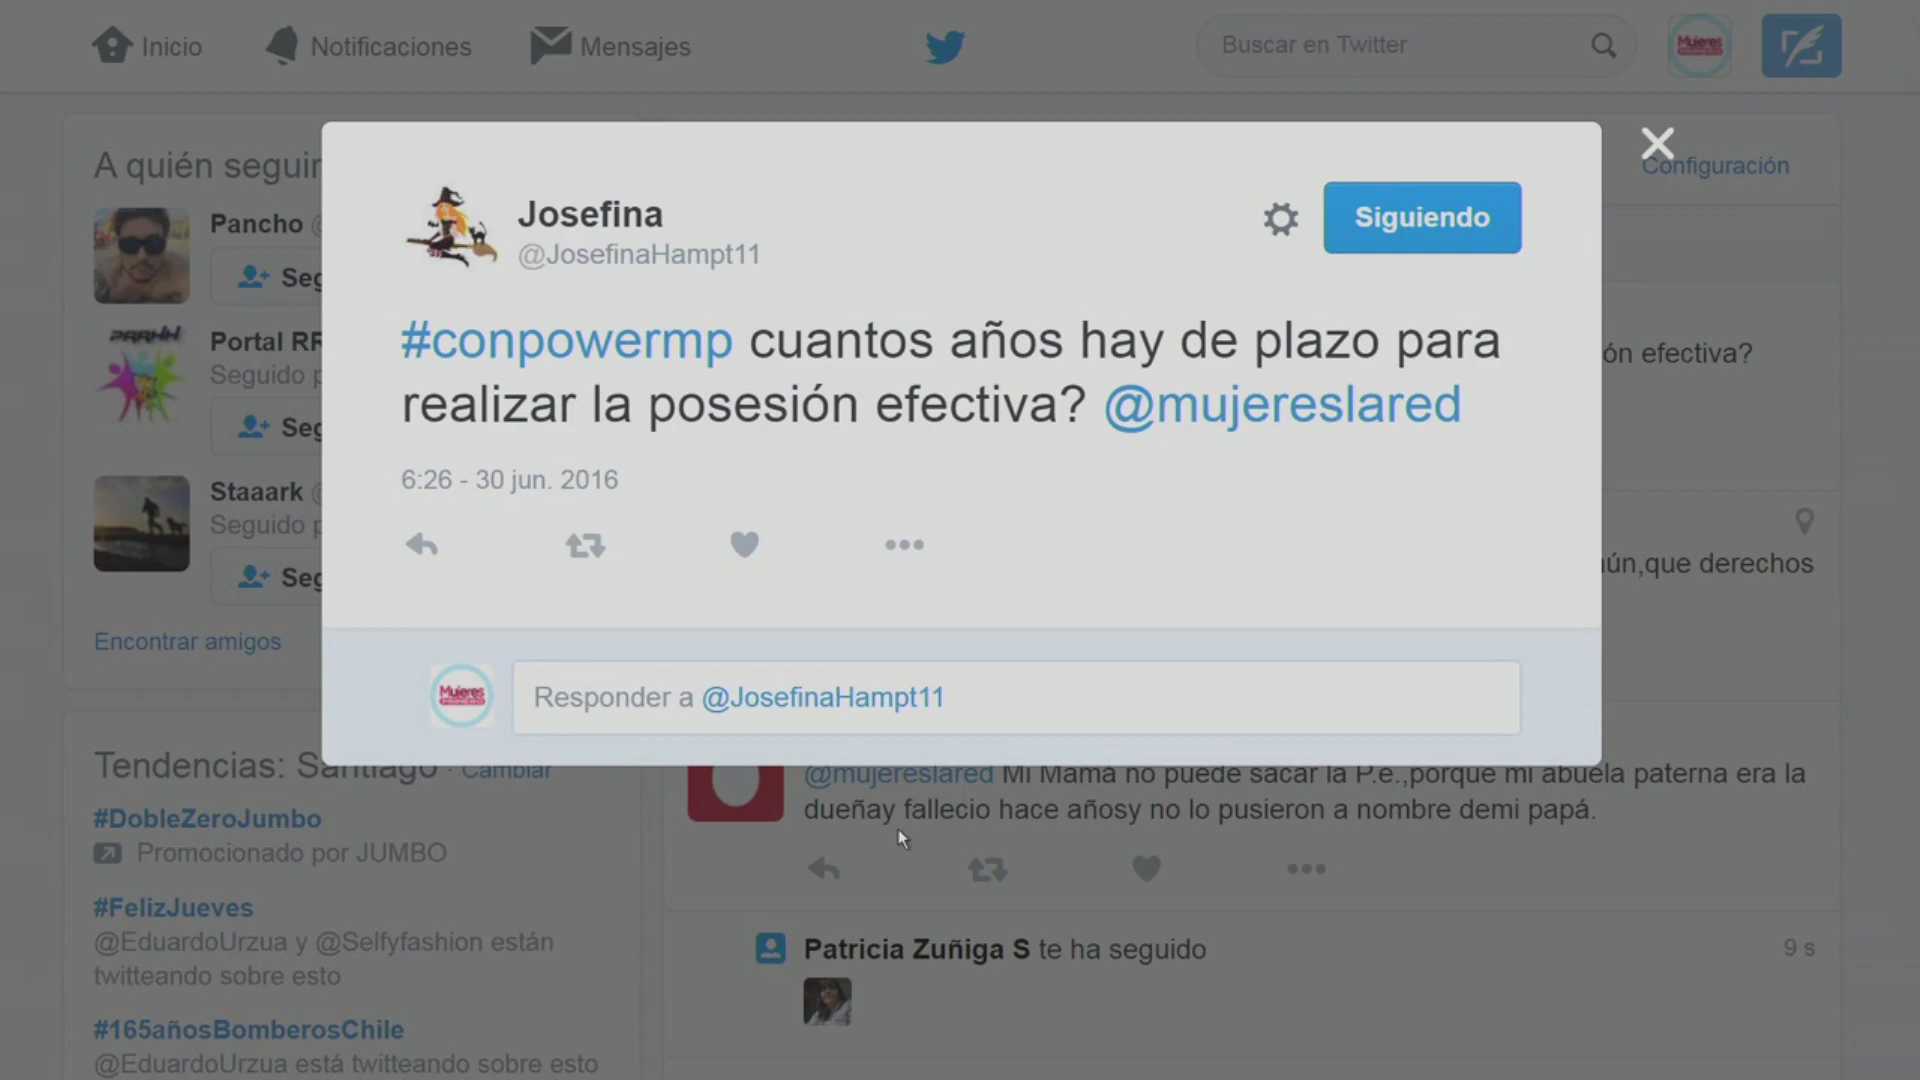 Inicio
Notificaciones
Mensajes
Buscar en Twitter
Mujeres
A quién seguir
Configuración
Pancho @
Seg
Portal RR
Seguido p
Seg
Staaark @
Seguido p
Seg
Encontrar amigos
Josefina
@JosefinaHampt11
Siguiendo
#conpowermp cuantos años hay de plazo para
realizar la posesión efectiva? @mujereslared
6:26 - 30 jun. 2016
Mujeres
Responder a @JosefinaHampt11
ón efectiva?
ún,que derechos
Tendencias: Santiago · Cambiar
#DobleZeroJumbo
Promocionado por JUMBO
#FelizJueves
@EduardoUrzua y @Selfyfashion están
twitteando sobre esto
#165añosBomberosChile
@EduardoUrzua está twitteando sobre esto
@mujereslared Mi Mamá no puede sacar la P.e.,porque mi abuela paterna era la
dueñay fallecio hace añosy no lo pusieron a nombre demi papá.
Patricia Zuñiga S te ha seguido
9 s